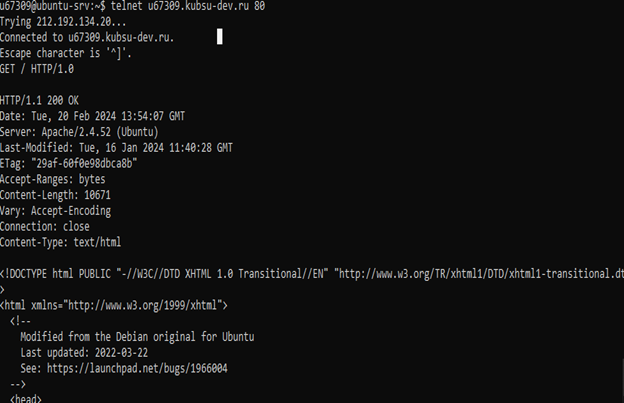 u67309@ubuntu-srv:~$ telnet u67309.kubsu-dev.ru 80
Trying 212.192.134.20...
Connected to u67309.kubsu-dev.ru.
Escape character is '^]'.
GET / HTTP/1.0

HTTP/1.1 200 OK
Date: Tue, 20 Feb 2024 13:54:07 GMT
Server: Apache/2.4.52 (Ubuntu)
Last-Modified: Tue, 16 Jan 2024 11:40:28 GMT
ETag: "29af-60f0e98dbca8b"
Accept-Ranges: bytes
Content-Length: 10671
Vary: Accept-Encoding
Connection: close
Content-Type: text/html

<!DOCTYPE html PUBLIC "-//W3C//DTD XHTML 1.0 Transitional//EN" "http://www.w3.org/TR/xhtml1/DTD/xhtml1-transitional.dt
>
<html xmlns="http://www.w3.org/1999/xhtml">
  <!--
    Modified from the Debian original for Ubuntu
    Last updated: 2022-03-22
    See: https://launchpad.net/bugs/1966004
  -->
  <head>